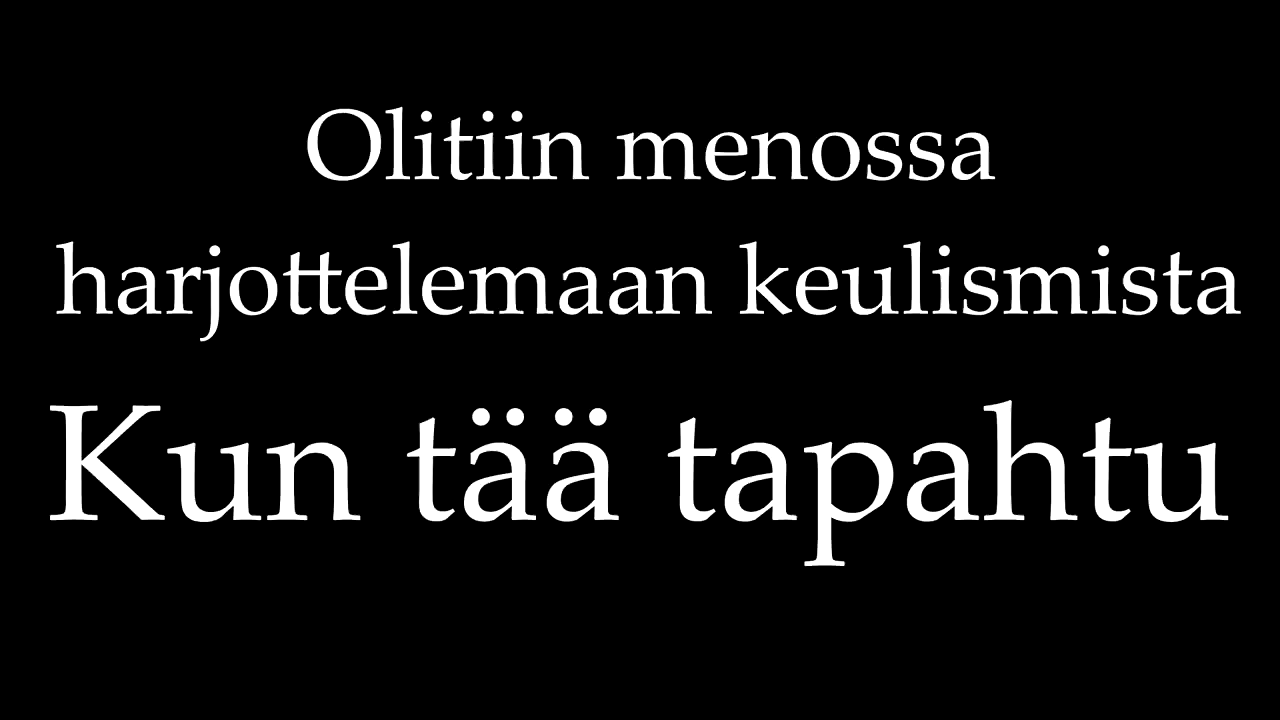 Olitiin menossa
harjottelemaan keulismista
Kun tää tapahtu